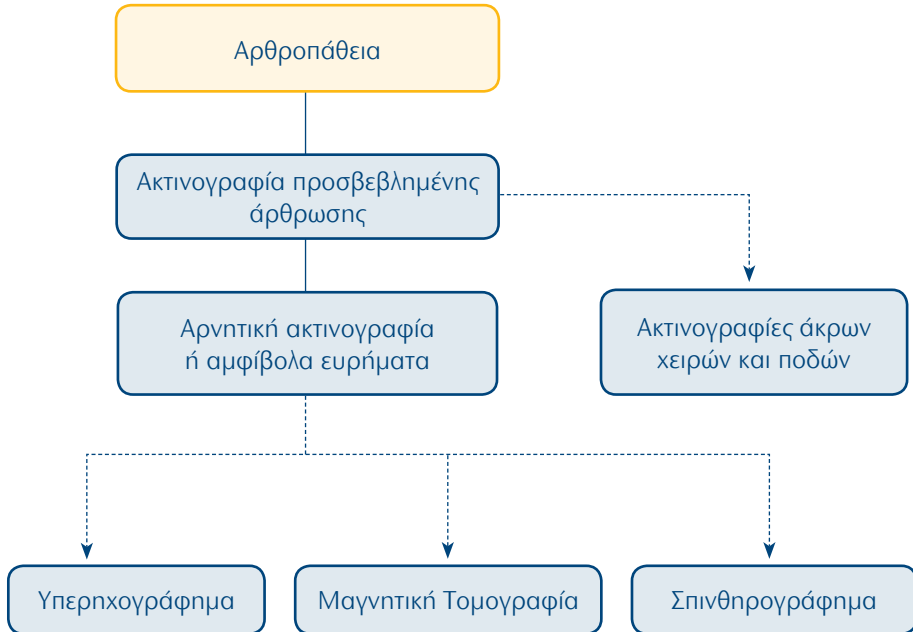 Αρθροπάθεια
Ακτινογραφία προσβεβλημένης
άρθρωσης
Αρνητική ακτινογραφία
ή αμφίβολα ευρήματα
Ακτινογραφίες άκρων
χειρών και ποδών
Υπερηχογράφημα
Μαγνητική Τομογραφία
Σπινθηρογράφημα